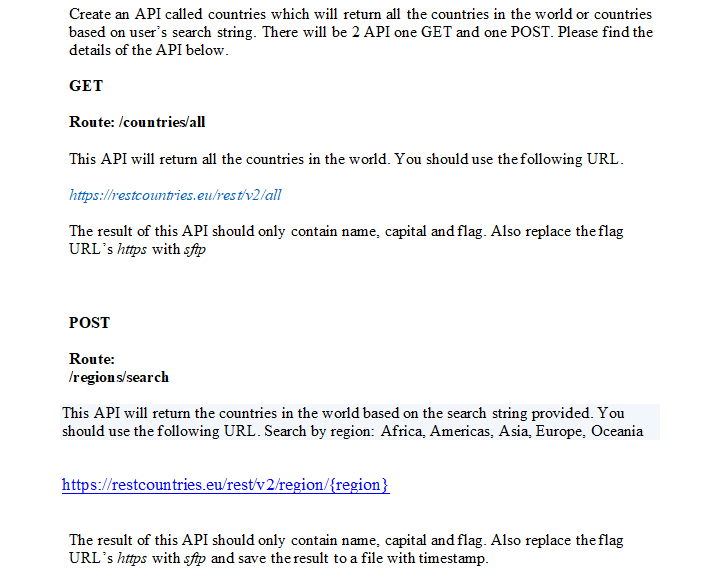 Create an API called countries which will return all the countries in the world or countries
based on user's search string. There will be 2 API one GET and one POST. Please find the
details of the API below.
GET
Route: /countries/all
This API will return all the countries in the world. You should use the following URL.
https://restcountries.eu/rest/v2/all
The result of this API should only contain name, capital and flag. Also replace the flag
URL's https with sftp
POST
Route:
/regions/search
This API will return the countries in the world based on the search string provided. You
should use the following URL. Search by region: Africa, Americas, Asia, Europe, Oceania
https://restcountries.eu/rest/v2/region/{region}
The result of this API should only contain name, capital and flag. Also replace the flag
URL's https with sftp and save the result to a file with timestamp.